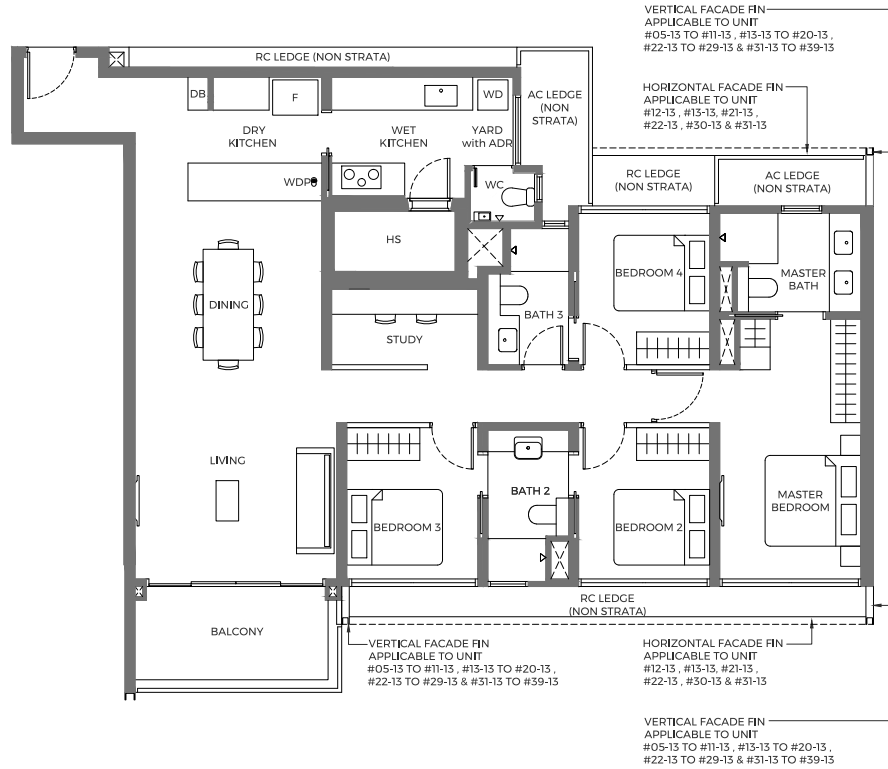 VERTICAL FACADE FIN
APPLICABLE TO UNIT
#05-13 TO #11-13 , #13-13 TO #20-13 ,
#22-13 TO #29-13 & #31-13 TO #39-13
RC LEDGE (NON STRATA)
HORIZONTAL FACADE FIN
APPLICABLE TO UNIT
#12-13 , #13-13, #21-13 ,
#22-13 , #30-13 & #31-13
DB
F
WD
AC LEDGE
(NON
STRATA)
DRY
KITCHEN
WET
KITCHEN
YARD
with ADR
RC LEDGE
(NON STRATA)
AC LEDGE
(NON STRATA)
WDP
WC
HS
BEDROOM 4
MASTER
BATH
DINING
BATH 3
STUDY
LIVING
BATH 2
MASTER
BEDROOM
BEDROOM 3
BEDROOM 2
RC LEDGE
(NON STRATA)
BALCONY
VERTICAL FACADE FIN
APPLICABLE TO UNIT
#05-13 TO #11-13 , #13-13 TO #20-13 ,
#22-13 TO #29-13 & #31-13 TO #39-13
HORIZONTAL FACADE FIN
APPLICABLE TO UNIT
#12-13 , #13-13, #21-13 ,
#22-13 , #30-13 & #31-13
VERTICAL FACADE FIN
APPLICABLE TO UNIT
#05-13 TO #11-13 , #13-13 TO #20-13 ,
#22-13 TO #29-13 & #31-13 TO #39-13